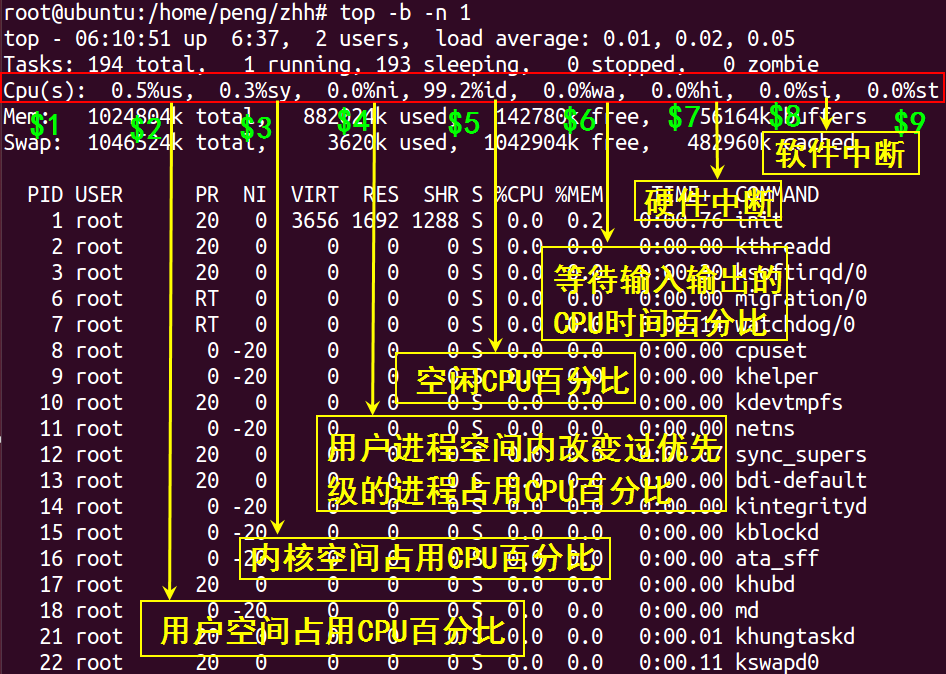 root@ubuntu:/home/peng/zhh# top -b -n 1
top - 06:10:51 up  6:37,  2 users,  load average: 0.01, 0.02, 0.05
Tasks: 194 total,   1 running, 193 sleeping,   0 stopped,   0 zombie
Cpu(s):  0.5%us,  0.3%sy,  0.0%ni, 99.2%id,  0.0%wa,  0.0%hi,  0.0%si,  0.0%st
$1 $2 $3 $4 $5 $6 $7 $8 $9
Mem: total, used, free, buffers
Swap:  1046524k total,     3620k used,  1042904k free,   482960k cached
软件中断
PID USER      PR  NI  VIRT  RES  SHR S %CPU %MEM    TIME+  COMMAND
硬件中断
1 root      20   0  3656 1692 1288 S  0.0  0.2   0:00.76 init
2 root      20   0     0    0    0 S  0.0  0.0   0:00.00 kthreadd
3 root      20   0     0    0    0 S  0.0  0.0 ksoftirqd/0
等待输入输出的
6 root      RT   0     0    0    0 S  0.0  0.0   0:00.00 migration/0
CPU时间百分比
7 root      RT   0     0    0    0 S  0.0  0.0 watchdog/0
8 root       0 -20     0    0    0 S  0.0  0.0   0:00.00 cpuset
9 root       0 -20     0    0    0 S  0.0  0.0   0:00.00 khelper
空闲CPU百分比
10 root      20   0     0    0    0 S  0.0  0.0   0:00.00 kdevtmpfs
11 root       0 -20     0    0    0 S  0.0  0.0   0:00.00 netns
用户进程空间内改变过优先
12 root      20   0     0    0    0 S  0.0  0.0 sync_supers
13 root      20   0     0    0    0 S  0.0  0.0   0:00.00 bdi-default
级的进程占用CPU百分比
14 root       0 -20     0    0    0 S  0.0  0.0   0:00.00 kintegrityd
15 root       0 -20     0    0    0 S  0.0  0.0   0:00.00 kblockd
内核空间占用CPU百分比
16 root       0 -20     0    0    0 S  0.0  0.0   0:00.00 ata_sff
17 root      20   0     0    0    0 S  0.0  0.0   0:00.00 khubd
18 root       0 -20     0    0    0 S  0.0  0.0   0:00.00 md
用户空间占用CPU百分比
21 root      20   0     0    0    0 S  0.0  0.0   0:00.01 khungtaskd
22 root      20   0     0    0    0 S  0.0  0.0   0:00.11 kswapd0